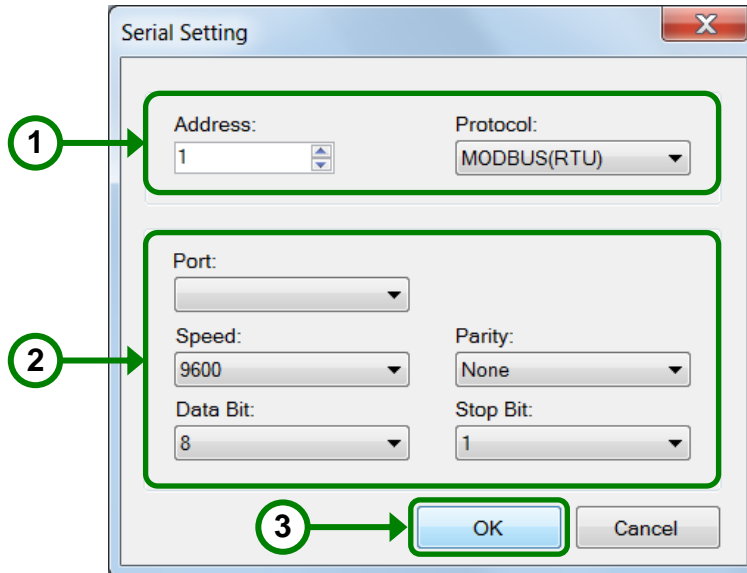 Serial Setting
X
1
Address:
Protocol:
1
MODBUS(RTU)
2
Port:
Speed:
Parity:
9600
None
Data Bit:
Stop Bit:
8
1
3
OK
Cancel